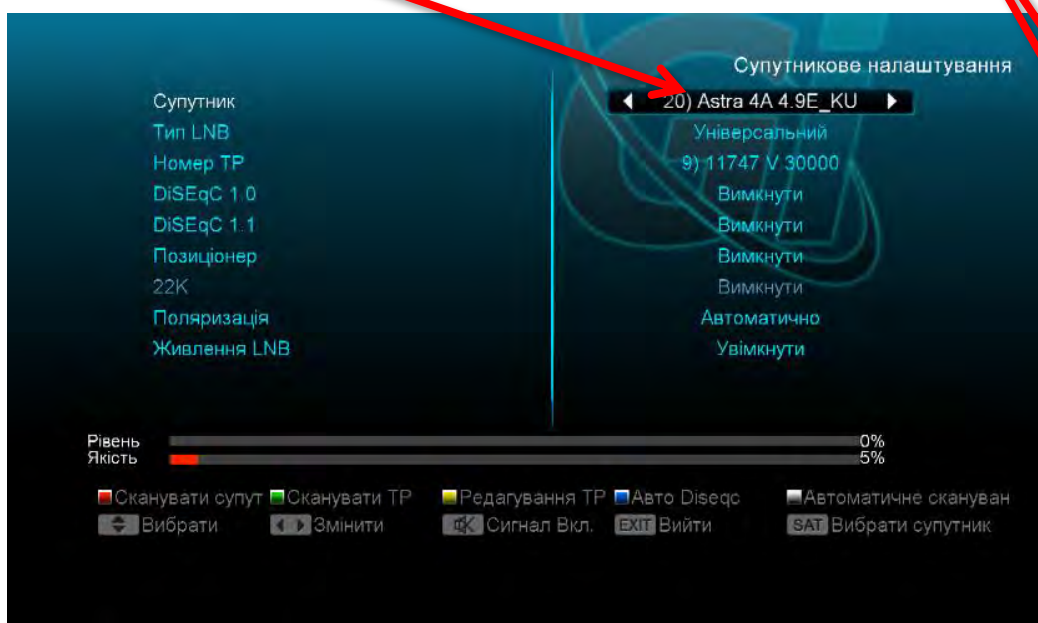 Супутникове налаштування
Супутник 20) Astra 4A 4.9E_KU
Тип LNB Універсальний
Номер TP 9) 11747 V 30000
DiSEqC 1.0 Вимкнути
DiSEqC 1.1 Вимкнути
Позиціонер Вимкнути
22K Вимкнути
Поляризація Автоматично
Живлення LNB Увімкнути
Рівень 0%
Якість 5%
Сканувати супут Сканувати TP Редагування TP Авто Diseqc Автоматичне скануван
Вибрати Змінити Сигнал Вкл. EXIT Вийти SAT Вибрати супутник